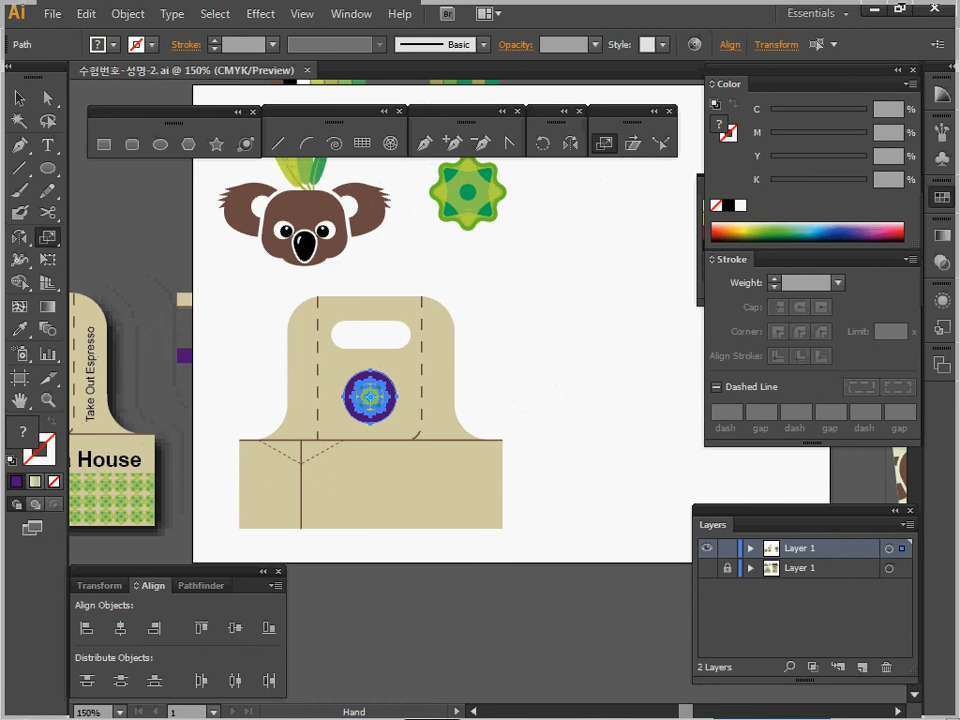 Ai File Edit Object Type Select Effect View Window Help Br Essentials
Path ? Stroke: Basic Opacity: Style: Align Transform
수험번호-성명-2.ai @ 150% (CMYK/Preview) ×
Color
C %
? M %
Y %
K %
Stroke
Weight:
Cap:
Corner: Limit: x
Align Stroke:
Dashed Line
dash gap dash gap dash gap
Take Out Espresso
House
?
Layers
Layer 1
Layer 1
2 Layers
Transform Align Pathfinder
Align Objects:
Distribute Objects:
150% 1 Hand